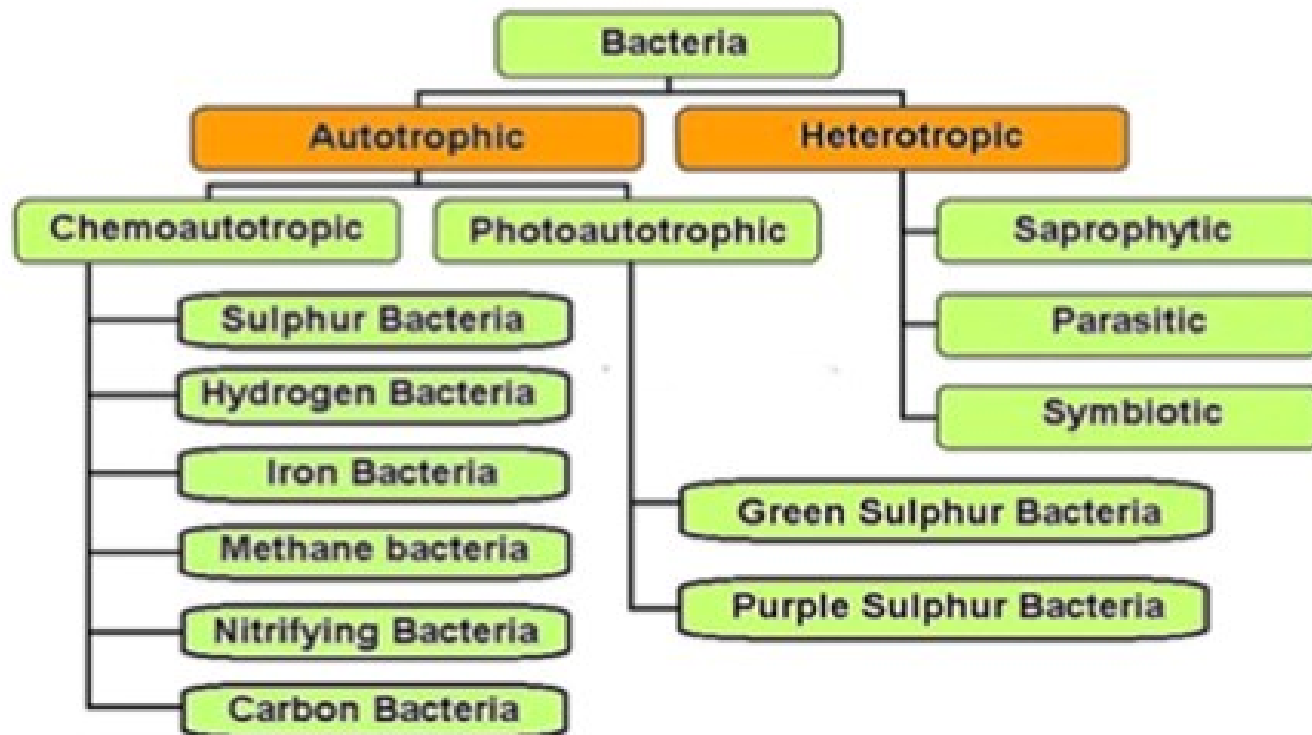 Bacteria
Autotrophic
Heterotropic
Chemoautotropic
Photoautotrophic
Saprophytic
Parasitic
Symbiotic
Sulphur Bacteria
Hydrogen Bacteria
Iron Bacteria
Methane bacteria
Nitrifying Bacteria
Carbon Bacteria
Green Sulphur Bacteria
Purple Sulphur Bacteria